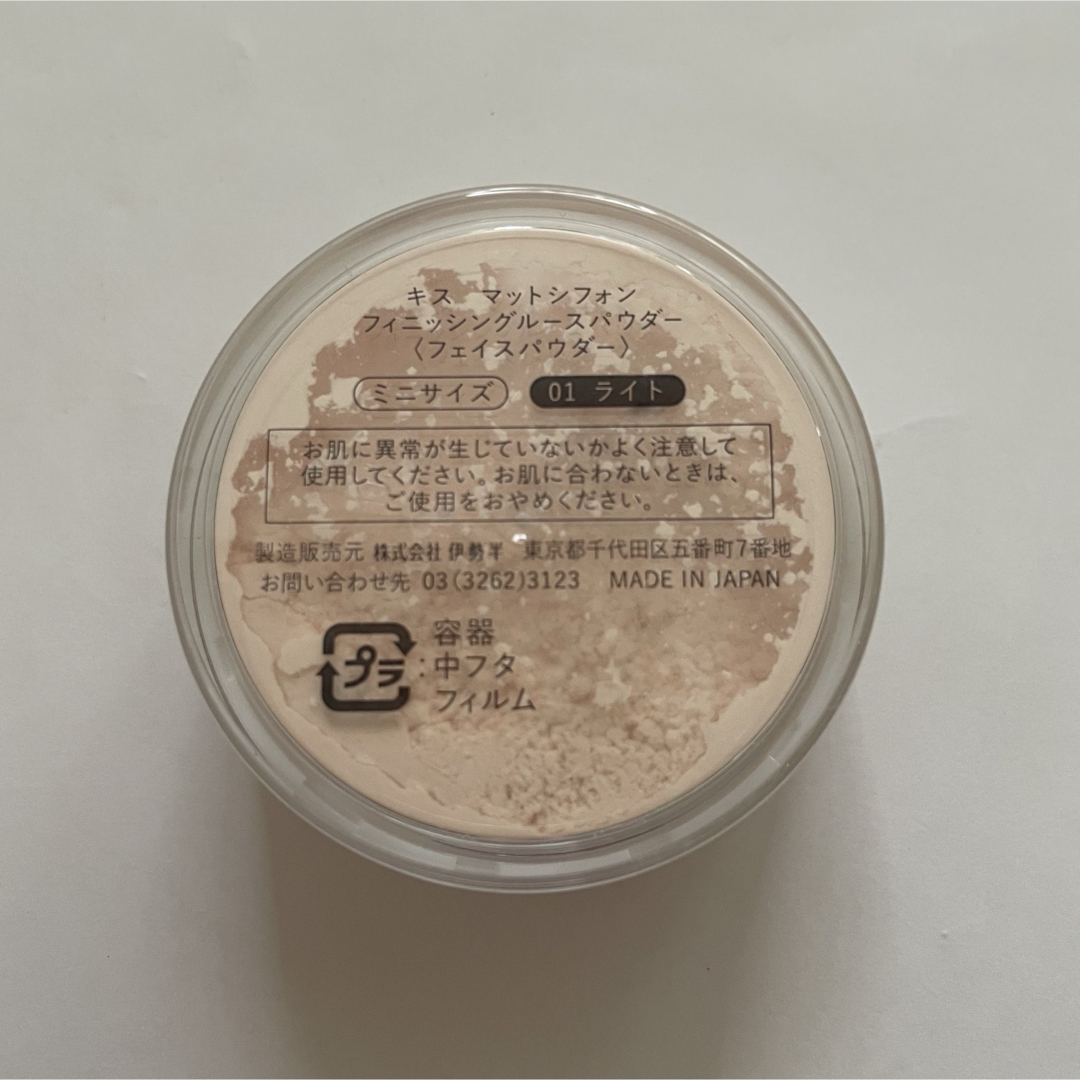 キス マットシフォン
フィニッシングルースパウダー
〈フェイスパウダー〉
ミニサイズ 01 ライト
お肌に異常が生じていないかよく注意して
使用してください。お肌に合わないときは、
ご使用をおやめください。
製造販売元 株式会社 伊勢半 東京都千代田区五番町7番地
お問い合わせ先 03(3262)3123 MADE IN JAPAN
プラ : 容器
中フタ
フィルム